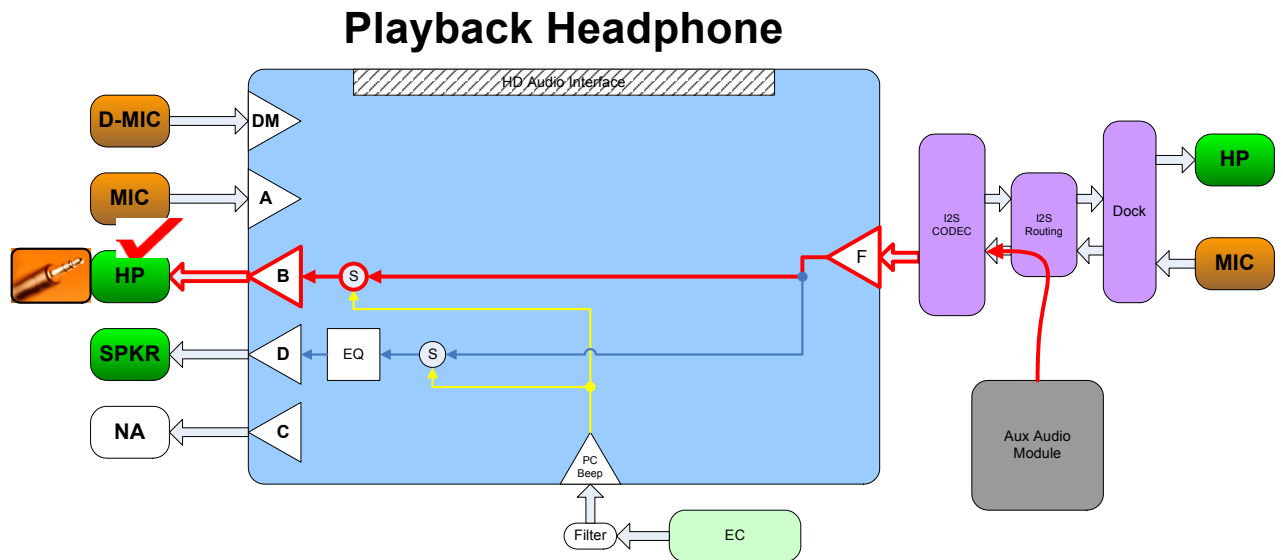 Playback Headphone
HD Audio Interface
D-MIC
DM
MIC
A
HP
B
S
F
SPKR
D
EQ
S
NA
C
PC
Beep
Filter
EC
I2S
CODEC
I2S
Routing
Dock
HP
MIC
Aux Audio
Module